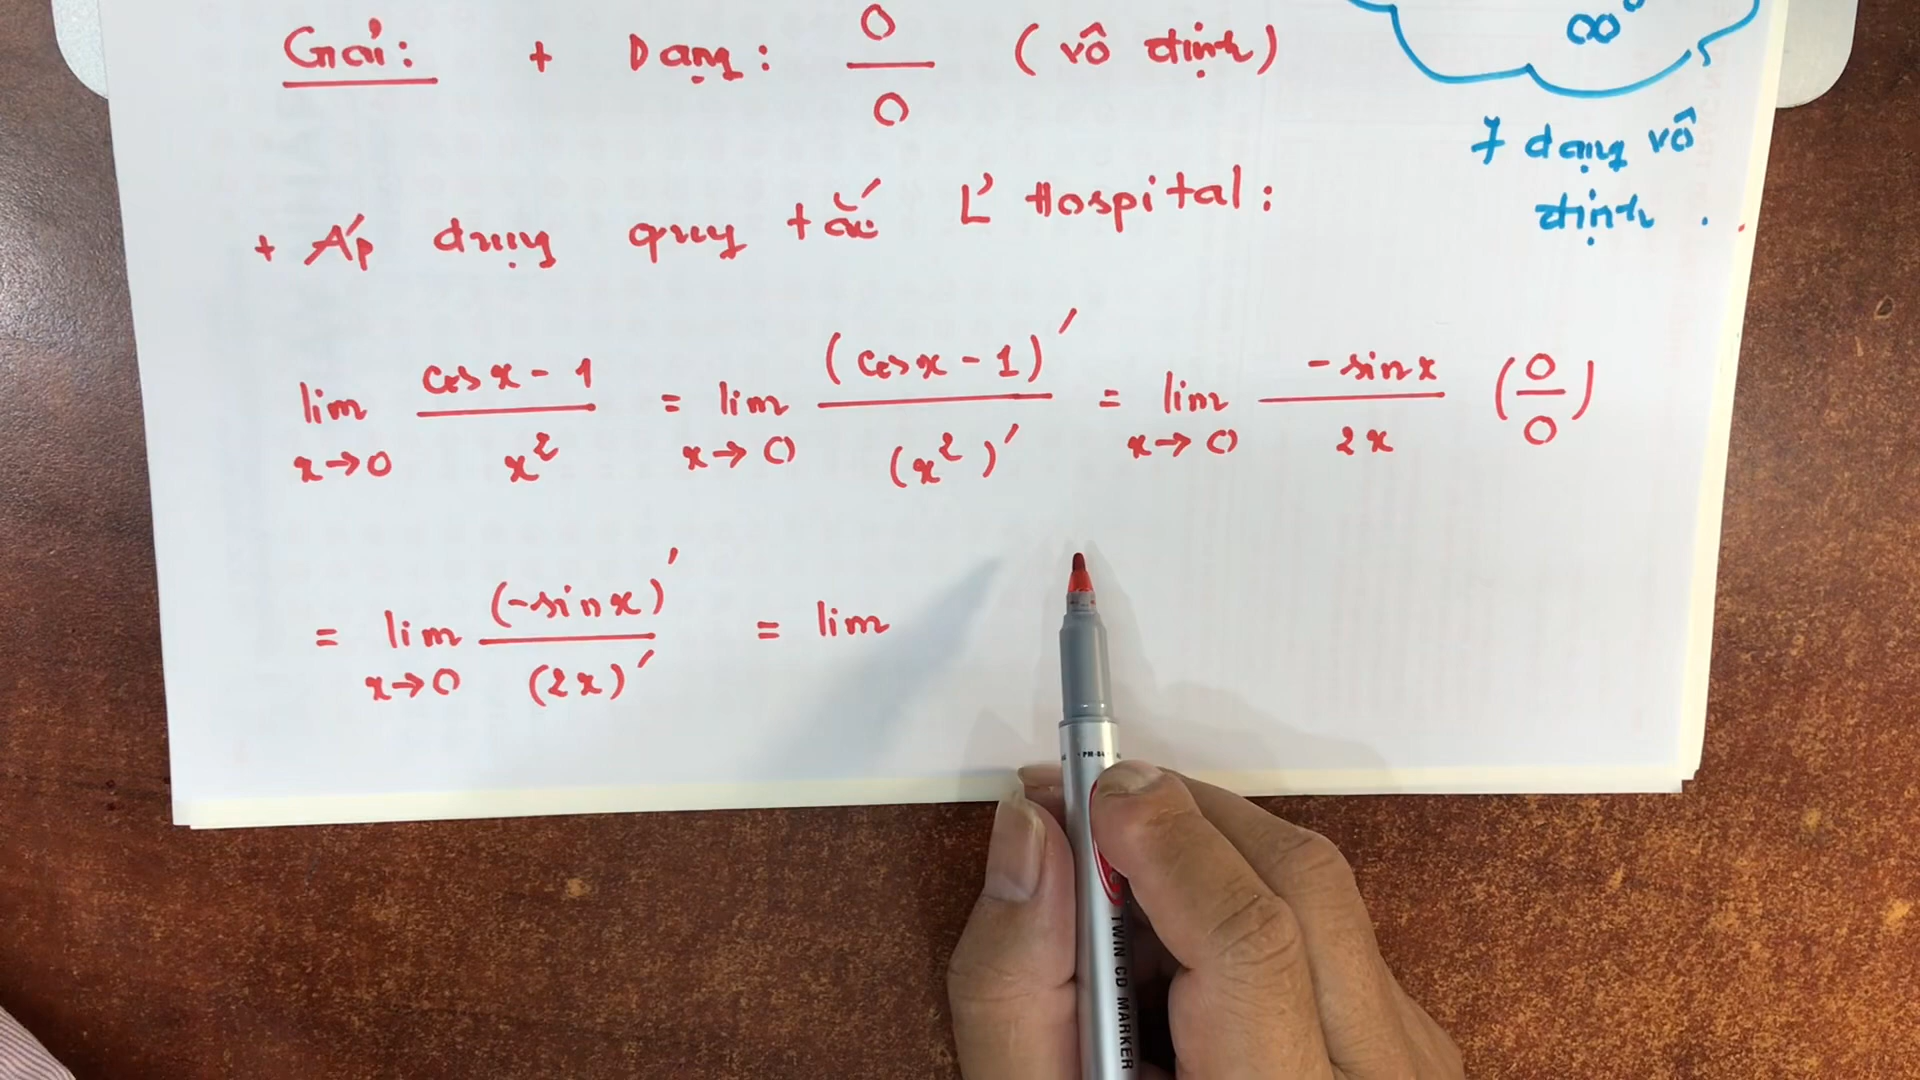 Giải: + Dạng: 0/0 (vô định)
∞⁰
7 dạng vô
định.
+ Áp dụng quy tắc L'Hospital:
lim x→0 (cosx - 1)/x² = lim x→0 (cosx - 1)'/(x²)' = lim x→0 -sinx/2x (0/0)
= lim x→0 (-sinx)'/(2x)' = lim
TWIN CD MARKER